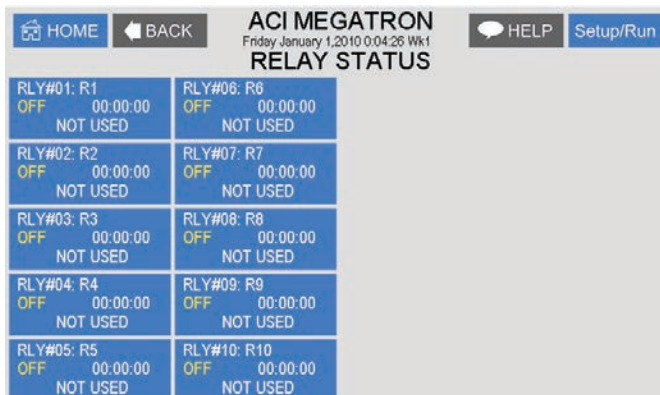 HOME
BACK
ACI MEGATRON
Friday January 1,2010 0:04:26 Wk1
RELAY STATUS
HELP
Setup/Run
RLY#01: R1
OFF 00:00:00
NOT USED
RLY#06: R6
OFF 00:00:00
NOT USED
RLY#02: R2
OFF 00:00:00
NOT USED
RLY#07: R7
OFF 00:00:00
NOT USED
RLY#03: R3
OFF 00:00:00
NOT USED
RLY#08: R8
OFF 00:00:00
NOT USED
RLY#04: R4
OFF 00:00:00
NOT USED
RLY#09: R9
OFF 00:00:00
NOT USED
RLY#05: R5
OFF 00:00:00
NOT USED
RLY#10: R10
OFF 00:00:00
NOT USED